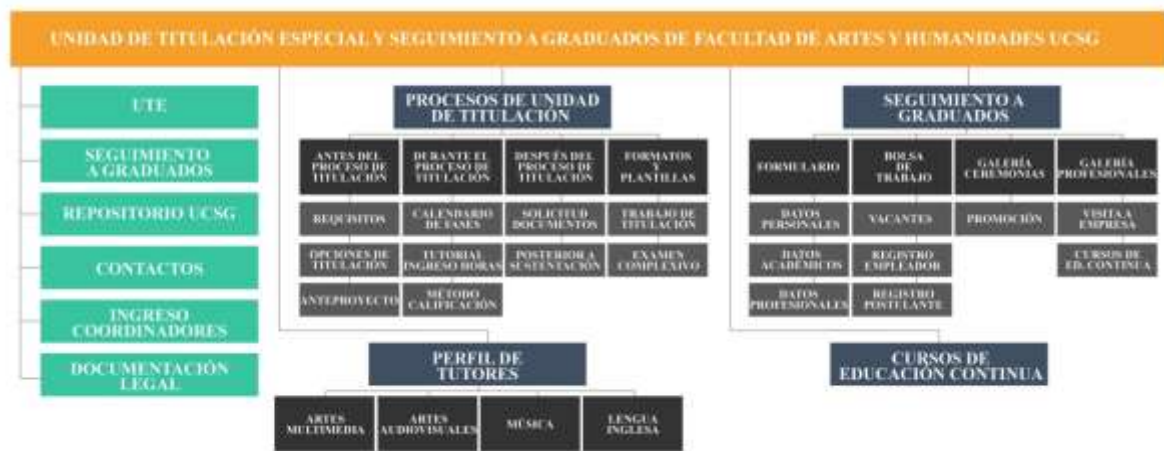 UNIDAD DE TITULACIÓN ESPECIAL Y SEGUIMIENTO A GRADUADOS DE FACULTAD DE ARTES Y HUMANIDADES UCSG
UTE
SEGUIMIENTO
A GRADUADOS
REPOSITORIO UCSG
CONTACTOS
INGRESO
COORDINADORES
DOCUMENTACIÓN
LEGAL
PROCESOS DE UNIDAD
DE TITULACIÓN
ANTES DEL
PROCESO DE
TITULACIÓN
REQUISITOS
OPCIONES DE
TITULACIÓN
ANTEPROYECTO
DURANTE EL
PROCESO DE
TITULACIÓN
CALENDARIO
DE FASES
TUTORIAL
INGRESO HORAS
MÉTODO
CALIFICACIÓN
DESPUÉS DEL
PROCESO DE
TITULACIÓN
SOLICITUD
DOCUMENTOS
POSTERIOR A
SUSTENTACIÓN
FORMATOS
Y
PLANTILLAS
TRABAJO DE
TITULACIÓN
EXAMEN
COMPLEXIVO
SEGUIMIENTO A
GRADUADOS
FORMULARIO
DATOS
PERSONALES
DATOS
ACADÉMICOS
DATOS
PROFESIONALES
BOLSA
DE
TRABAJO
VACANTES
REGISTRO
EMPLEADOR
REGISTRO
POSTULANTE
GALERÍA
CEREMONIAS
PROMOCIÓN
GALERÍA
PROFESIONALES
VISITA A
EMPRESA
CURSOS DE
ED. CONTINUA
PERFIL DE
TUTORES
ARTES
MULTIMEDIA
ARTES
AUDIOVISUALES
MÚSICA
LENGUA
INGLESA
CURSOS DE
EDUCACIÓN CONTINUA